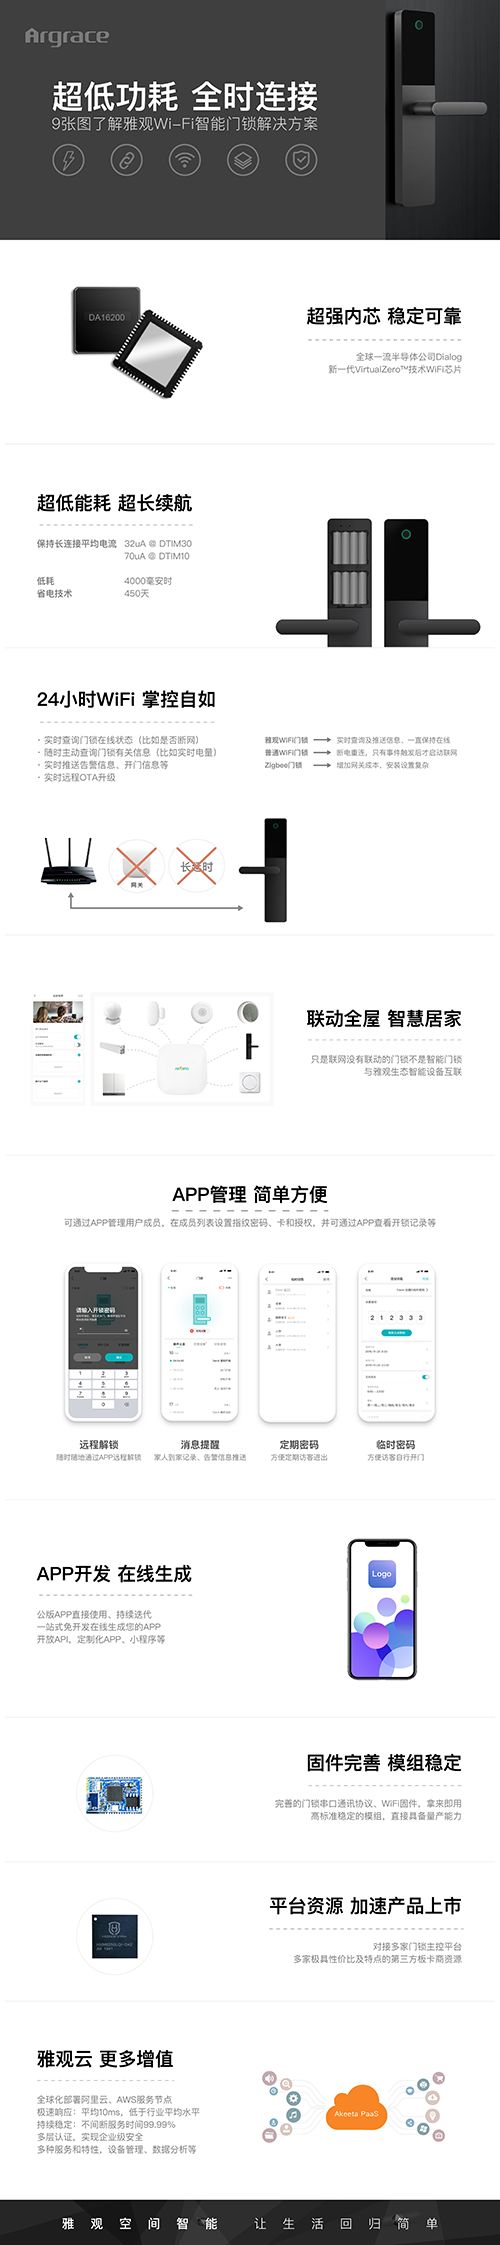 Argrace
超低功耗 全时连接
9张图了解雅观Wi-Fi智能门锁解决方案
DA16200
超强内芯 稳定可靠
全球一流半导体公司Dialog
新一代VirtualZero™技术WiFi芯片
超低能耗 超长续航
保持长连接平均电流 32uA @ DTIM30
70uA @ DTIM10
低耗 4000毫安时
省电技术 450天
24小时WiFi 掌控自如
· 实时查询门锁在线状态（比如是否断网）
· 随时主动查询门锁有关信息（比如实时电量）
· 实时推送告警信息、开门信息等
· 实时远程OTA升级
雅观WIFI门锁 实时查询及推送信息、一直保持在线
普通WIFI门锁 断电重连，只有事件触发后才启动联网
Zigbee门锁 增加网关成本，安装设置复杂
网关
长延时
联动全屋 智慧居家
只是联网没有联动的门锁不是智能门锁
与雅观生态智能设备互联
APP管理 简单方便
可通过APP管理用户成员，在成员列表设置指纹密码、卡和授权，并可通过APP查看开锁记录等
请输入开锁密码
1 2 3
4 5 6
7 8 9
0
2 1 2 3 3 3
远程解锁
随时随地通过APP远程解锁
消息提醒
家人到家记录、告警信息推送
定期密码
方便定期访客进出
临时密码
方便访客自行开门
APP开发 在线生成
公版APP直接使用、持续迭代
一站式免开发在线生成您的APP
开放API，定制化APP、小程序等
Logo
固件完善 模组稳定
完善的门锁串口通讯协议、WiFi固件，拿来即用
高标准稳定的模组，直接具备量产能力
平台资源 加速产品上市
对接多家门锁主控平台
多家极具性价比及特点的第三方板卡商资源
雅观云 更多增值
全球化部署阿里云、AWS服务节点
极速响应：平均10ms，低于行业平均水平
持续稳定：不间断服务时间99.99%
多层认证，实现企业级安全
多种服务和特性，设备管理、数据分析等
Akeeta PaaS
雅观空间智能 让生活回归简单